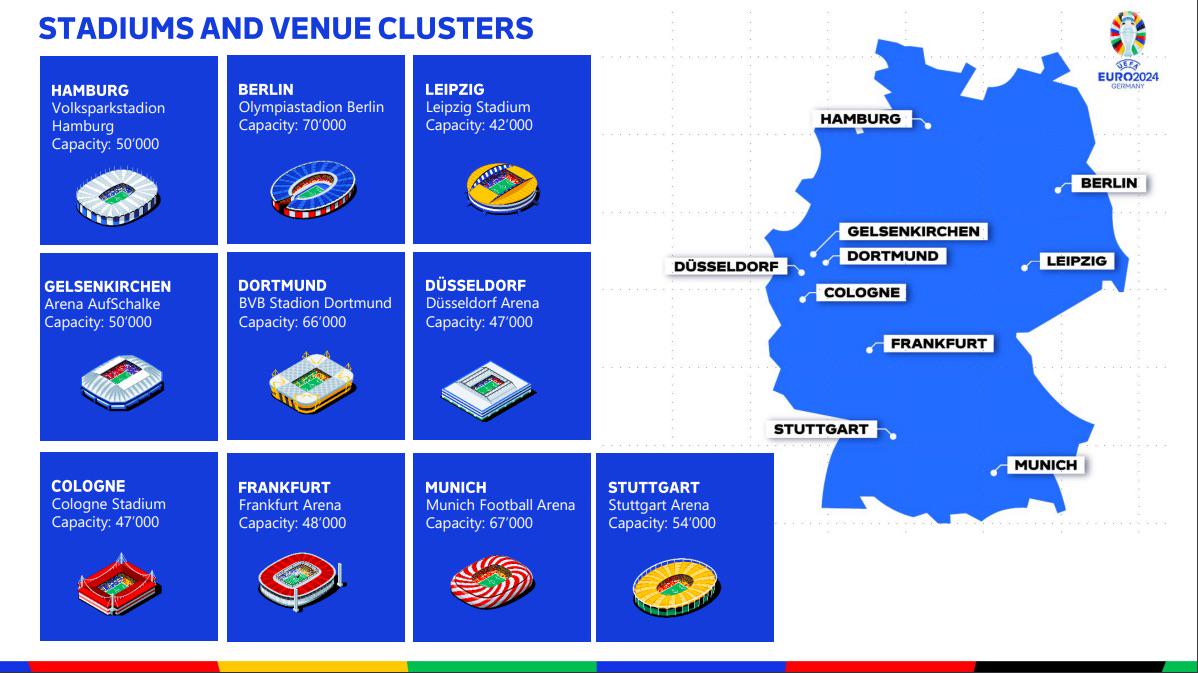 STADIUMS AND VENUE CLUSTERS
HAMBURG
Volksparkstadion
Hamburg
Capacity: 50’000
BERLIN
Olympiastadion Berlin
Capacity: 70’000
LEIPZIG
Leipzig Stadium
Capacity: 42’000
GELSENKIRCHEN
Arena AufSchalke
Capacity: 50’000
DORTMUND
BVB Stadion Dortmund
Capacity: 66’000
DÜSSELDORF
Düsseldorf Arena
Capacity: 47’000
COLOGNE
Cologne Stadium
Capacity: 47’000
FRANKFURT
Frankfurt Arena
Capacity: 48’000
MUNICH
Munich Football Arena
Capacity: 67’000
STUTTGART
Stuttgart Arena
Capacity: 54’000
UEFA
EURO2024
GERMANY
HAMBURG
BERLIN
GELSENKIRCHEN
DORTMUND
DÜSSELDORF
LEIPZIG
COLOGNE
FRANKFURT
STUTTGART
MUNICH